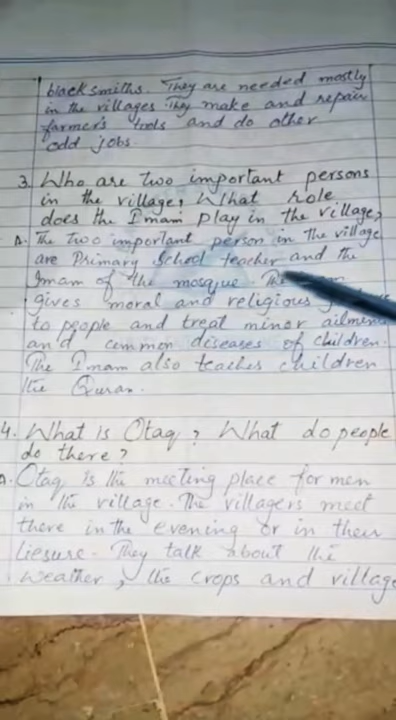 blacksmiths. They are needed mostly
in the villages They make and repair
farmer's tools and do other
odd jobs
3. Who are two important persons
in the village, What role
does the Imam play in the village,
A. The two important person in the village
are Primary School teacher and the
Imam of the mosque. The
gives moral and religious
to people and treat minor ailments
and common diseases of children.
The Imam also teaches children
the Quran.
4. What is Otaq? What do people
do there?
A. Otaq is the meeting place for men
in the village. The villagers meet
there in the evening or in their
liesure. They talk about the
weather, the crops and village